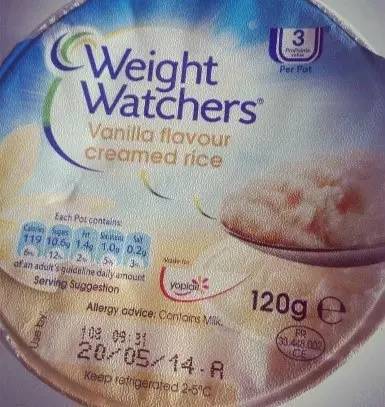 Weight
Watchers®
Vanilla flavour
creamed rice
3
ProPoints
value
Per Pot
Each Pot contains:
Calories Sugars Fat Saturates Salt
119 10.6g 1.4g 1.0g 0.2g
6% 12% 2% 5% 3%
of an adult's guideline daily amount
Serving Suggestion
Made by
yoplait
120g e
Allergy advice: Contains Milk.
FR
CE
Use by
108 09:31
20/05/14-A
Keep refrigerated 2-5°C